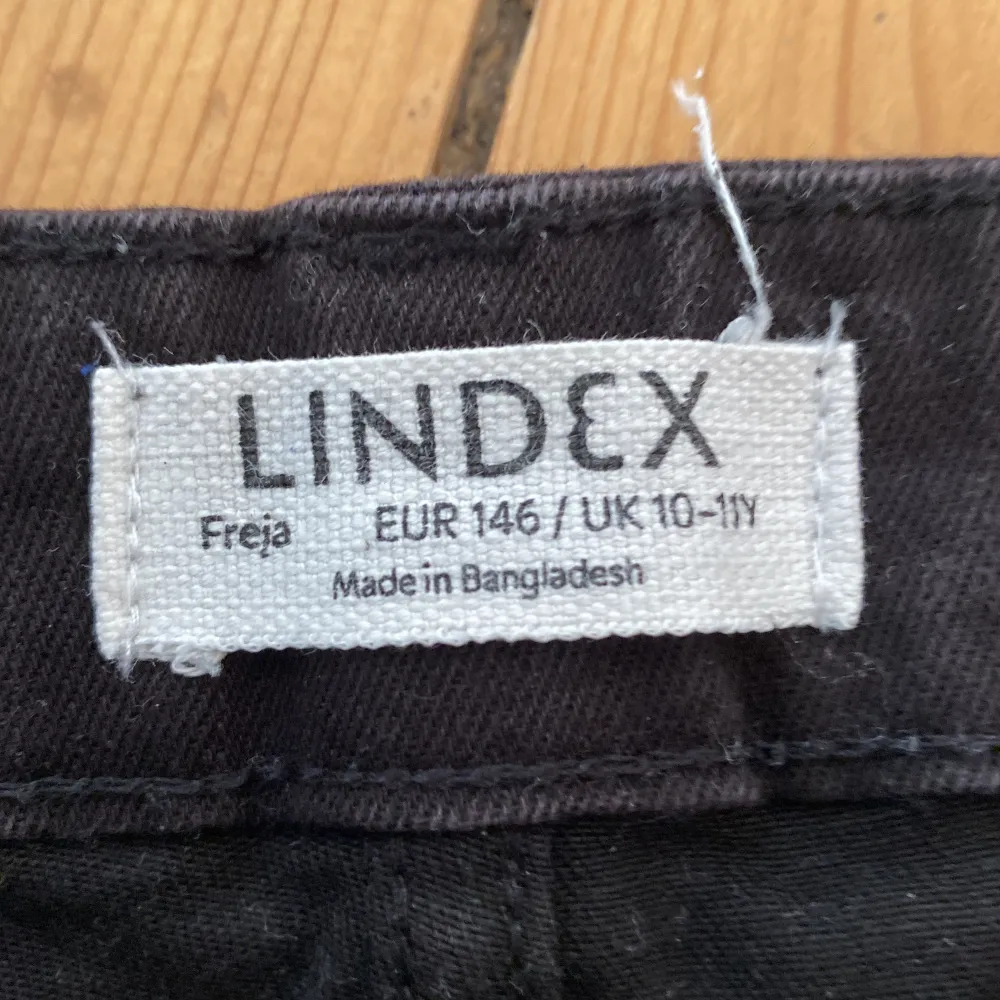 LINDEX
Freja EUR 146 / UK 10-11Y
Made in Bangladesh